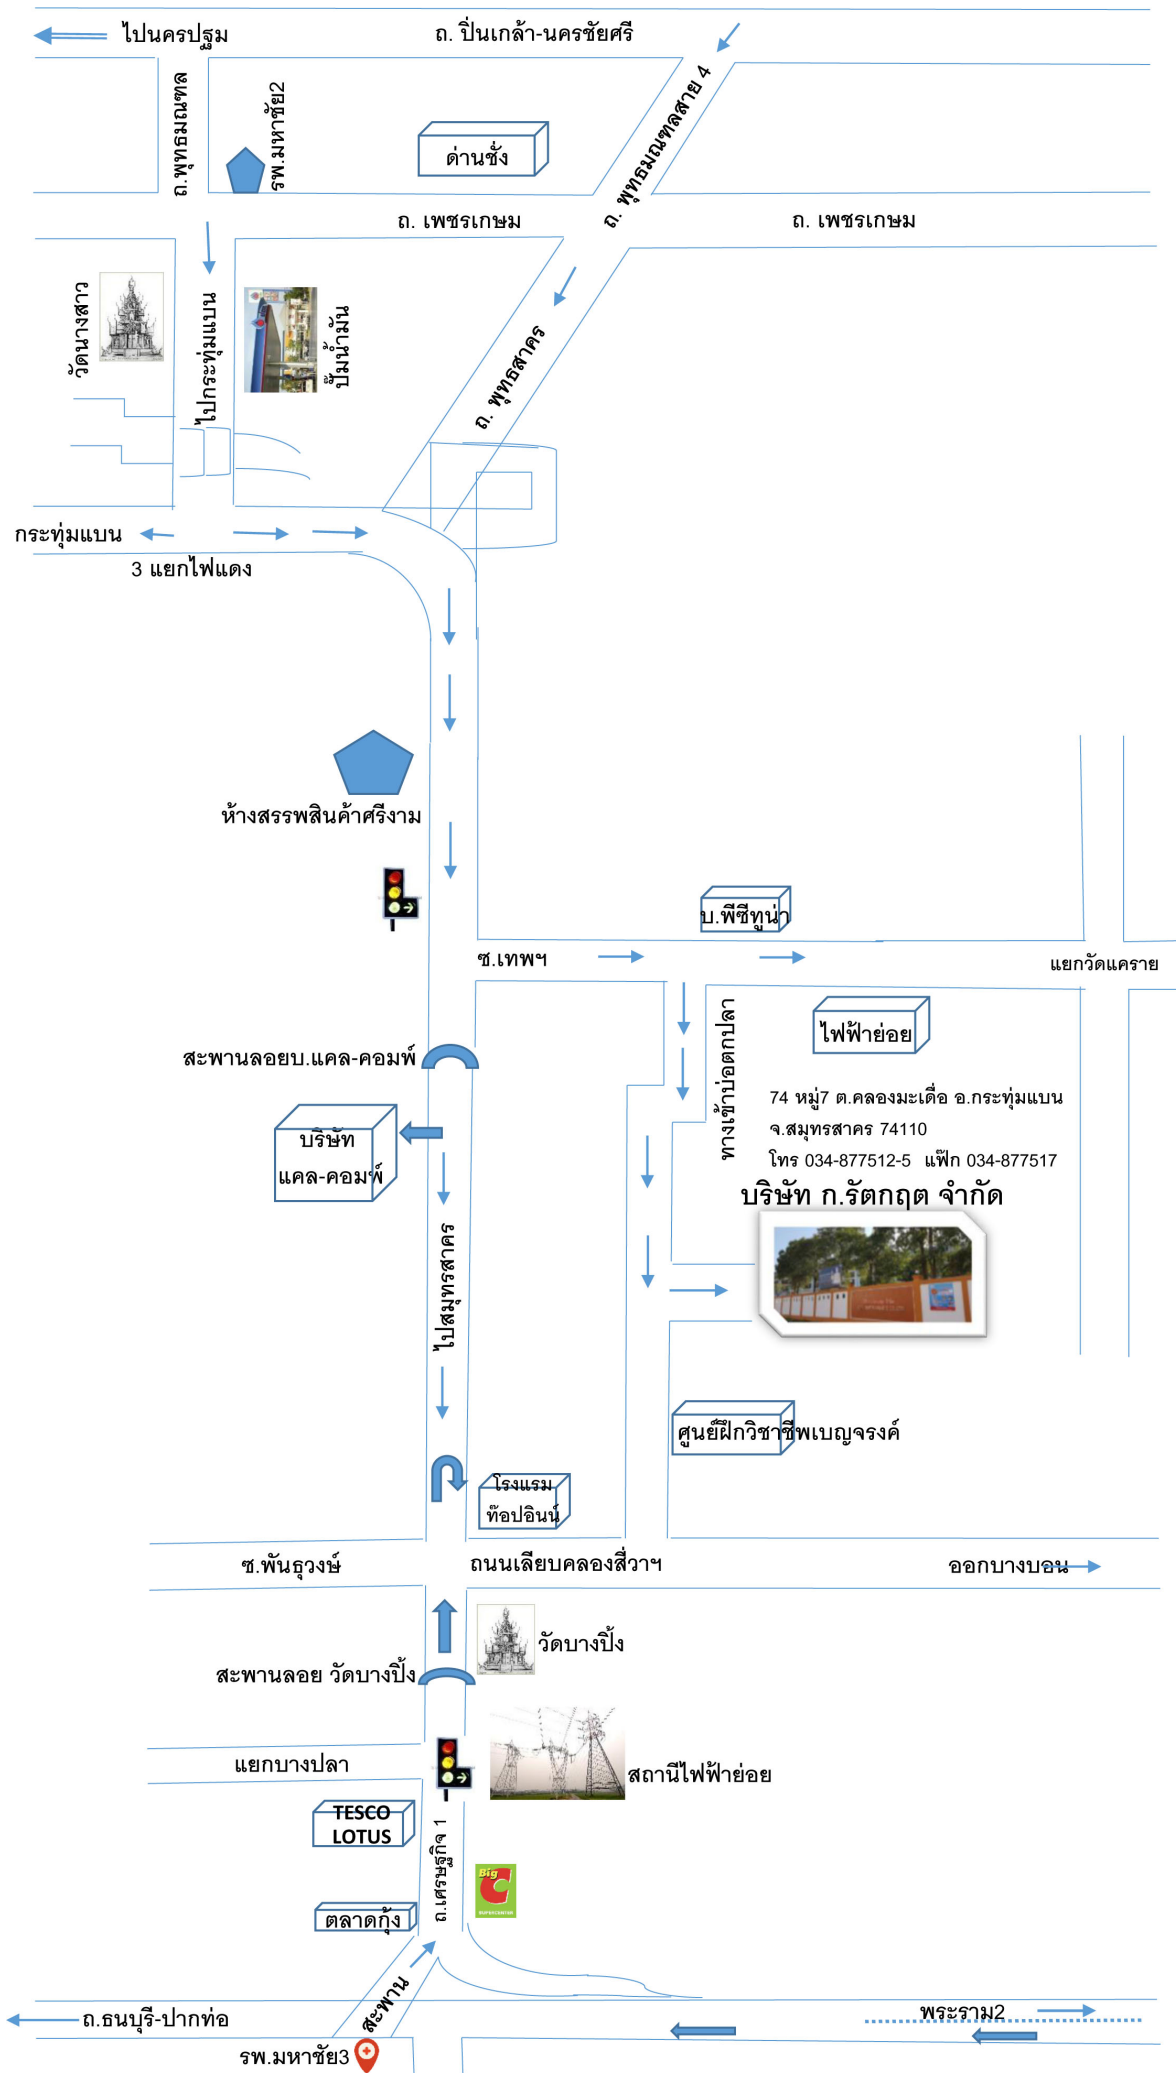 ไปนครปฐม
ถ. ปิ่นเกล้า-นครชัยศรี
ถ.พุทธมณฑล
รพ.มหาชัย2
ด่านชั่ง
ถ. พุทธมณฑลสาย 4
ถ. เพชรเกษม
ถ. เพชรเกษม
วัดนางสาว
ไปกระทุ่มแบน
ปั๊มน้ำมัน
ถ. พุทธสาคร
กระทุ่มแบน
3 แยกไฟแดง
ห้างสรรพสินค้าศรีงาม
บ.พีซีทูน่า
ซ.เทพฯ
แยกวัดแคราย
ทางเข้าบ่อตกปลา
ไฟฟ้าย่อย
สะพานลอยบ.แคล-คอมพ์
74 หมู่7 ต.คลองมะเดื่อ อ.กระทุ่มแบน
จ.สมุทรสาคร 74110
โทร 034-877512-5 แฟ๊ก 034-877517
บริษัท
แคล-คอมพ์
บริษัท ก.รัตกฤต จำกัด
ไปสมุทรสาคร
ศูนย์ฝึกวิชาชีพเบญจรงค์
โรงแรม
ท๊อปอินน์
ซ.พันธุวงษ์
ถนนเลียบคลองสี่วาฯ
ออกบางบอน
วัดบางปิ้ง
สะพานลอย วัดบางปิ้ง
แยกบางปลา
สถานีไฟฟ้าย่อย
TESCO
LOTUS
ถ.เศรษฐกิจ 1
Big
C
SUPERCENTER
ตลาดกุ้ง
สะพาน
ถ.ธนบุรี-ปากท่อ
พระราม2
รพ.มหาชัย3